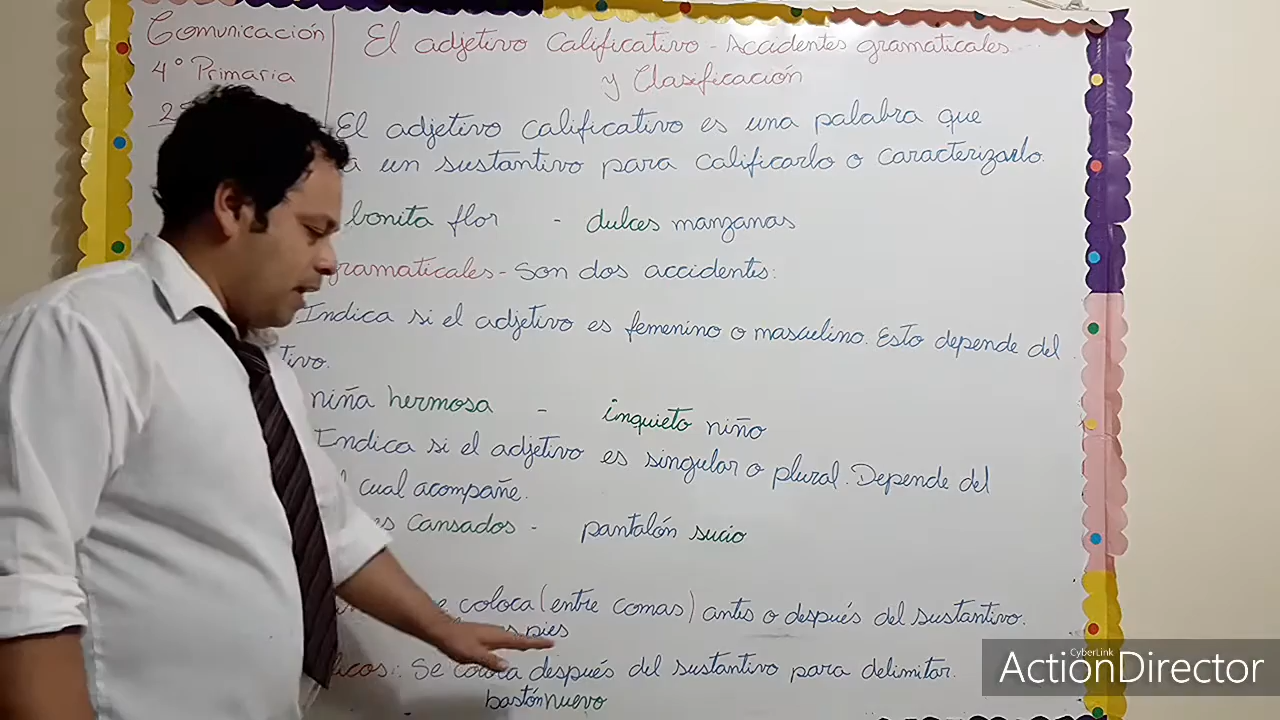 Comunicación
4° Primaria
El adjetivo calificativo - Accidentes gramaticales
y Clasificación
El adjetivo calificativo es una palabra que
un sustantivo para calificarlo o caracterizarlo.
bonita flor - dulces manzanas
gramaticales - Son dos accidentes:
Indica si el adjetivo es femenino o masculino. Esto depende del
tivo.
niña hermosa - inquieto niño
Indica si el adjetivo es singular o plural. Depende del
cual acompañe.
es cansados - pantalón sucio
coloca (entre comas) antes o después del sustantivo.
pies
icos: Se coloca después del sustantivo para delimitar.
bastón nuevo
CyberLink
ActionDirector